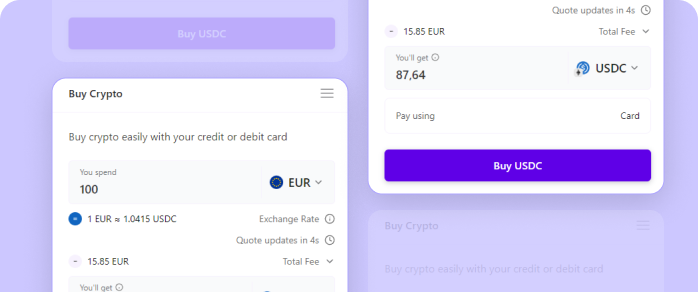 Buy USDC
Buy Crypto
Buy crypto easily with your credit or debit card
You spend
100
EUR
1 EUR ≈ 1.0415 USDC
Exchange Rate
Quote updates in 4s
15.85 EUR
Total Fee
You'll get
Quote updates in 4s
15.85 EUR
Total Fee
You'll get
87,64
USDC
Pay using
Card
Buy USDC
Buy Crypto
Buy crypto easily with your credit or debit card